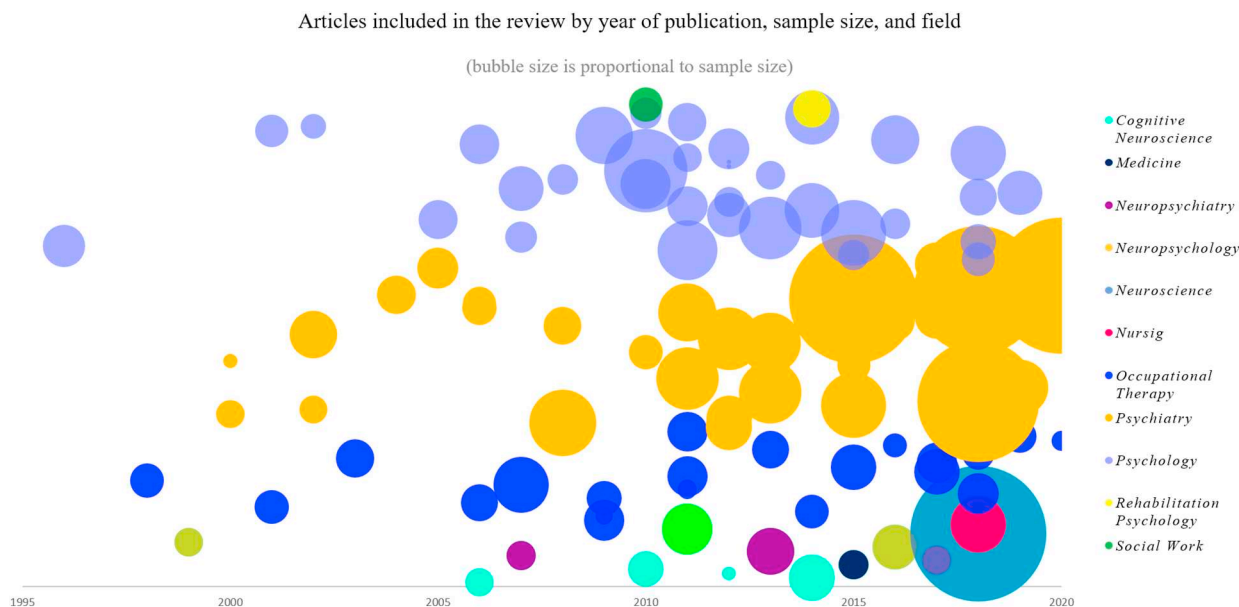 Articles included in the review by year of publication, sample size, and field
(bubble size is proportional to sample size)
Cognitive
Neuroscience
Medicine
Neuropsychiatry
Neuropsychology
Neuroscience
Nursig
Occupational
Therapy
Psychiatry
Psychology
Rehabilitation
Psychology
Social Work
1995 2000 2005 2010 2015 2020